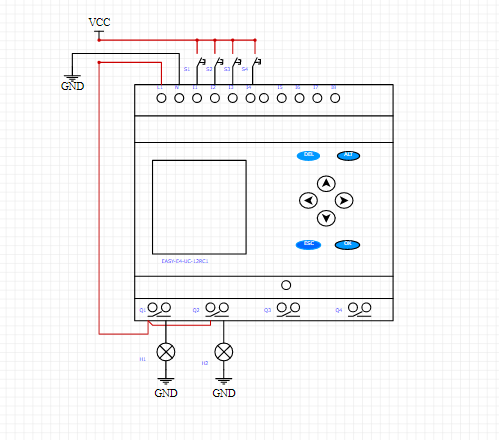 VCC
S1 S2 S3 S4
GND
L1 N I1 I2 I3 I4 I5 I6 I7 I8
DEL ALT
ESC OK
EASY-E4-UC-12RC1
Q1 Q2 Q3 Q4
H1 H2
GND GND